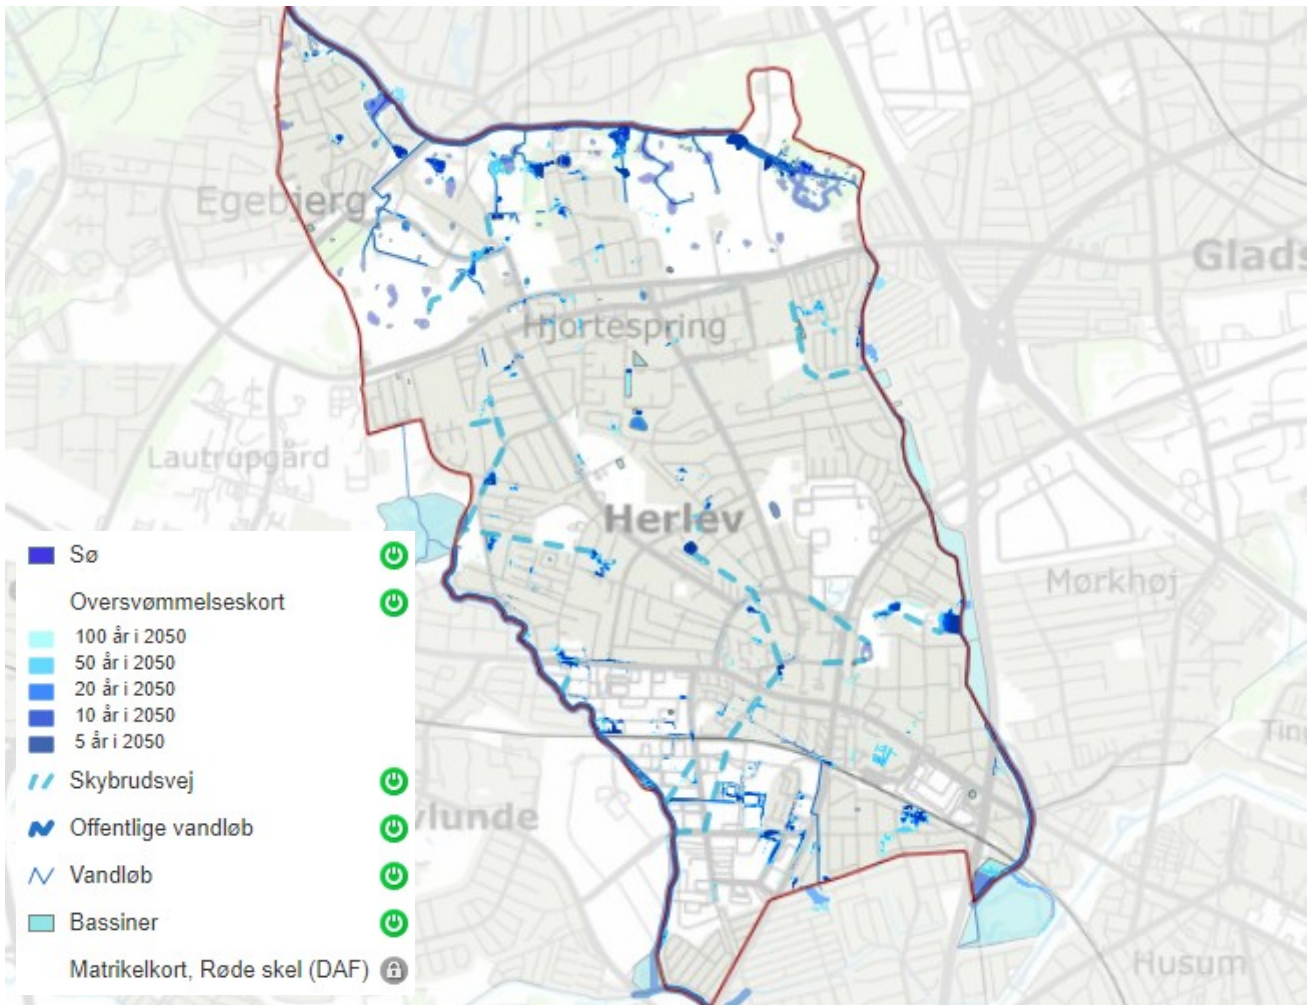 Egebjerg
Glads
Hjortespring
Lautrupgård
Herlev
Mørkhøj
Sø
Oversvømmelseskort
100 år i 2050
50 år i 2050
20 år i 2050
10 år i 2050
5 år i 2050
Skybrudsvej
Offentlige vandløb
Vandløb
Bassiner
Matrikelkort, Røde skel (DAF)
Tin
vlunde
Husum